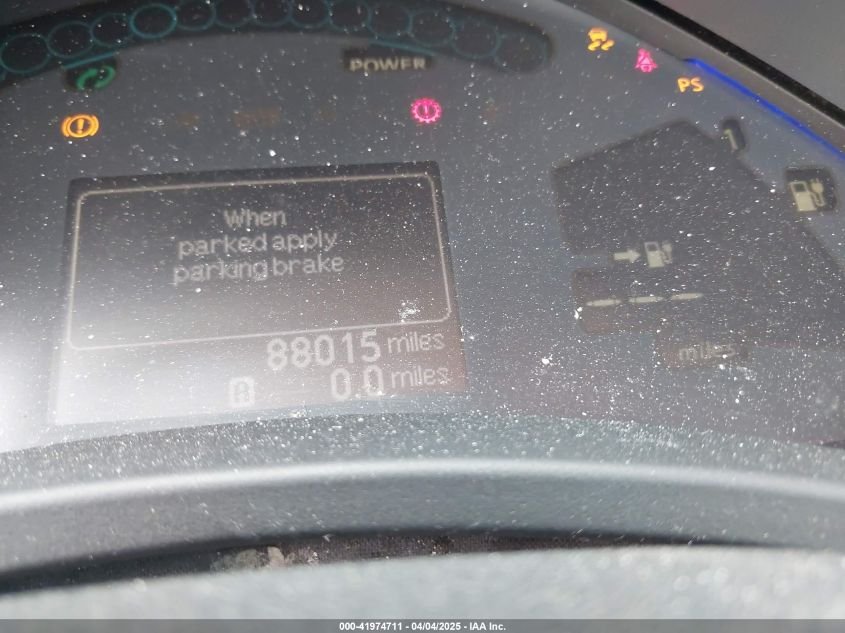 POWER
PS
1
When
parked apply
parking brake
---
88015 miles
A 0.0 miles
miles
000-41974711 - 04/04/2025 - IAA Inc.